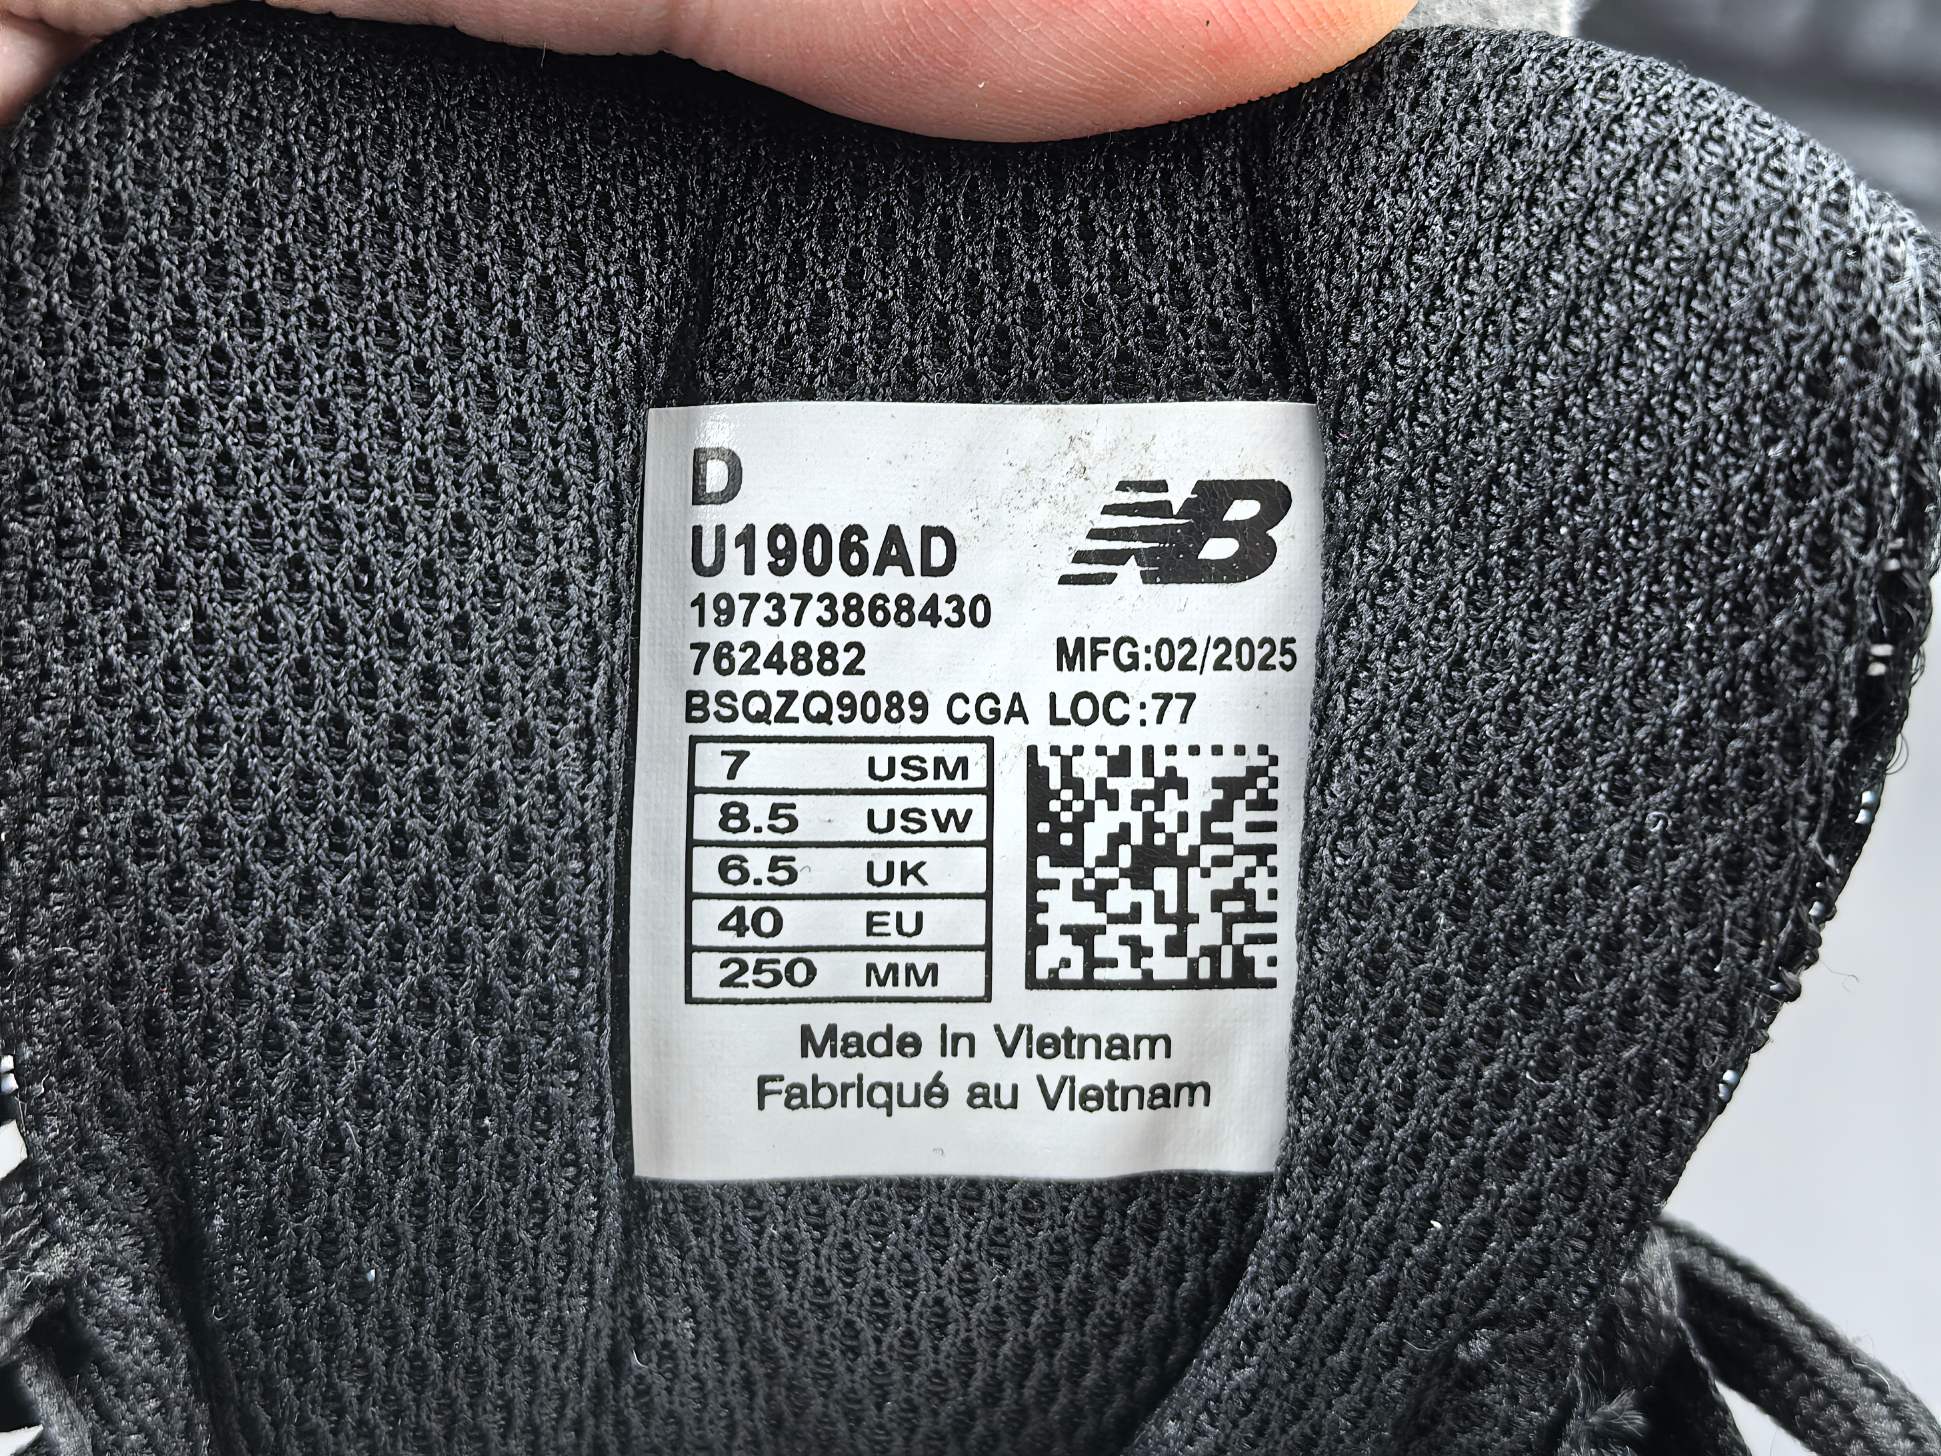 D
NB
U1906AD
197373868430
7624882 MFG:02/2025
BSQZQ9089 CGA LOC:77
7 USM
8.5 USW
6.5 UK
40 EU
250 MM
Made In Vietnam
Fabriqué au Vietnam